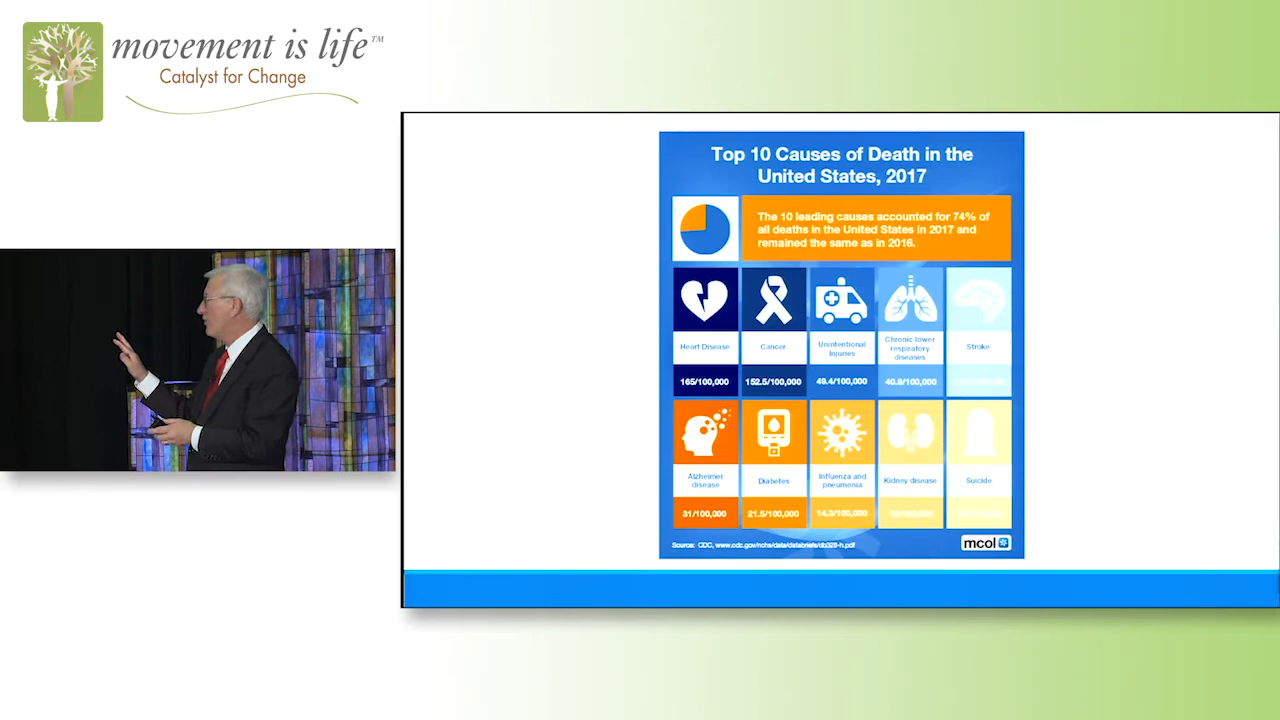 movement is life™
Catalyst for Change
Top 10 Causes of Death in the
United States, 2017
The 10 leading causes accounted for 74% of
all deaths in the United States in 2017 and
remained the same as in 2016.
Heart Disease
Cancer
Unintentional
Injuries
Chronic lower
respiratory
diseases
Stroke
165/100,000
152.5/100,000
49.4/100,000
40.9/100,000
Alzheimer
disease
Diabetes
Influenza and
pneumonia
Kidney disease
Suicide
31/100,000
21.5/100,000
14.3/100,000
Source: CDC, www.cdc.gov/nchs/data/databriefs/db328-h.pdf
mcol